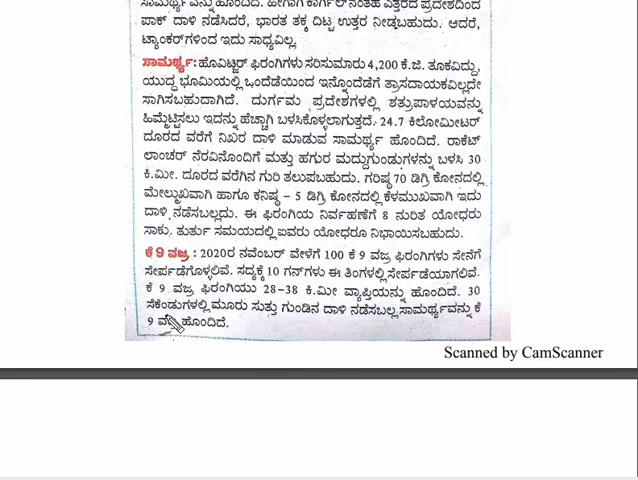 ಸಾಮರ್ಥ್ಯವನ್ನು ಹೊಂದಿದೆ. ಹೀಗಾಗಿ ಕಾರ್ಗಿಲ್‌ನಂತಹ ಎತ್ತರದ ಪ್ರದೇಶದಿಂದ
ಪಾಕ್ ದಾಳಿ ನಡೆಸಿದರೆ, ಭಾರತ ತಕ್ಕ ದಿಟ್ಟ ಉತ್ತರ ನೀಡಬಹುದು. ಆದರೆ,
ಟ್ಯಾಂಕರ್‌ಗಳಿಂದ ಇದು ಸಾಧ್ಯವಿಲ್ಲ.
ಸಾಮರ್ಥ್ಯ: ಹೊವಿಟ್ಜರ್ ಫಿರಂಗಿಗಳು ಸರಿಸುಮಾರು 4,200 ಕೆ.ಜಿ. ತೂಕವಿದ್ದು,
ಯುದ್ಧ ಭೂಮಿಯಲ್ಲಿ ಒಂದೆಡೆಯಿಂದ ಇನ್ನೊಂದೆಡೆಗೆ ತ್ರಾಸದಾಯಕವಿಲ್ಲದೇ
ಸಾಗಿಸಬಹುದಾಗಿದೆ. ದುರ್ಗಮ ಪ್ರದೇಶಗಳಲ್ಲಿ ಶತ್ರುಪಾಳಯವನ್ನು
ಹಿಮ್ಮೆಟ್ಟಿಸಲು ಇದನ್ನು ಹೆಚ್ಚಾಗಿ ಬಳಸಿಕೊಳ್ಳಲಾಗುತ್ತದೆ. 24.7 ಕಿಲೋಮೀಟರ್
ದೂರದ ವರೆಗೆ ನಿಖರ ದಾಳಿ ಮಾಡುವ ಸಾಮರ್ಥ್ಯ ಹೊಂದಿದೆ. ರಾಕೆಟ್
ಲಾಂಚರ್ ನೆರವಿನೊಂದಿಗೆ ಮತ್ತು ಹಗುರ ಮದ್ದುಗುಂಡುಗಳನ್ನು ಬಳಸಿ 30
ಕಿ.ಮೀ. ದೂರದ ವರೆಗಿನ ಗುರಿ ತಲುಪಬಹುದು. ಗರಿಷ್ಠ 70 ಡಿಗ್ರಿ ಕೋನದಲ್ಲಿ
ಮೇಲ್ಮುಖವಾಗಿ ಹಾಗೂ ಕನಿಷ್ಠ – 5 ಡಿಗ್ರಿ ಕೋನದಲ್ಲಿ ಕೆಳಮುಖವಾಗಿ ಇದು
ದಾಳಿ ನಡೆಸಬಲ್ಲದು. ಈ ಫಿರಂಗಿಯ ನಿರ್ವಹಣೆಗೆ 8 ನುರಿತ ಯೋಧರು
ಸಾಕು. ತುರ್ತು ಸಮಯದಲ್ಲಿ ಐವರು ಯೋಧರೂ ನಿಭಾಯಿಸಬಹುದು.
ಕೆ 9 ವಜ್ರ : 2020ರ ನವೆಂಬರ್ ವೇಳೆಗೆ 100 ಕೆ 9 ವಜ್ರ ಫಿರಂಗಿಗಳು ಸೇನೆಗೆ
ಸೇರ್ಪಡೆಗೊಳ್ಳಲಿವೆ. ಸದ್ಯಕ್ಕೆ 10 ಗನ್‌ಗಳು ಈ ತಿಂಗಳಲ್ಲಿ ಸೇರ್ಪಡೆಯಾಗಲಿವೆ.
ಕೆ 9 ವಜ್ರ ಫಿರಂಗಿಯು 28-38 ಕಿ.ಮೀ ವ್ಯಾಪ್ತಿಯನ್ನು ಹೊಂದಿದೆ. 30
ಸೆಕೆಂಡುಗಳಲ್ಲಿ ಮೂರು ಸುತ್ತು ಗುಂಡಿನ ದಾಳಿ ನಡೆಸಬಲ್ಲ ಸಾಮರ್ಥ್ಯವನ್ನು ಕೆ
9 ಹೊಂದಿದೆ.
Scanned by CamScanner